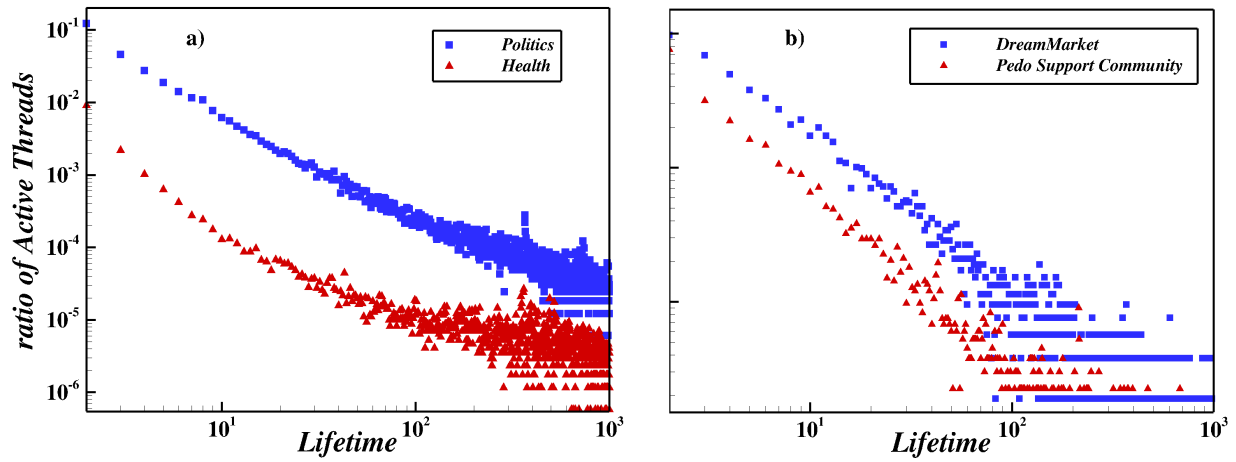 a)
Politics
Health
ratio of Active Threads
10^-1
10^-2
10^-3
10^-4
10^-5
10^-6
10^1
10^2
10^3
Lifetime
b)
DreamMarket
Pedo Support Community
10^1
10^2
10^3
Lifetime